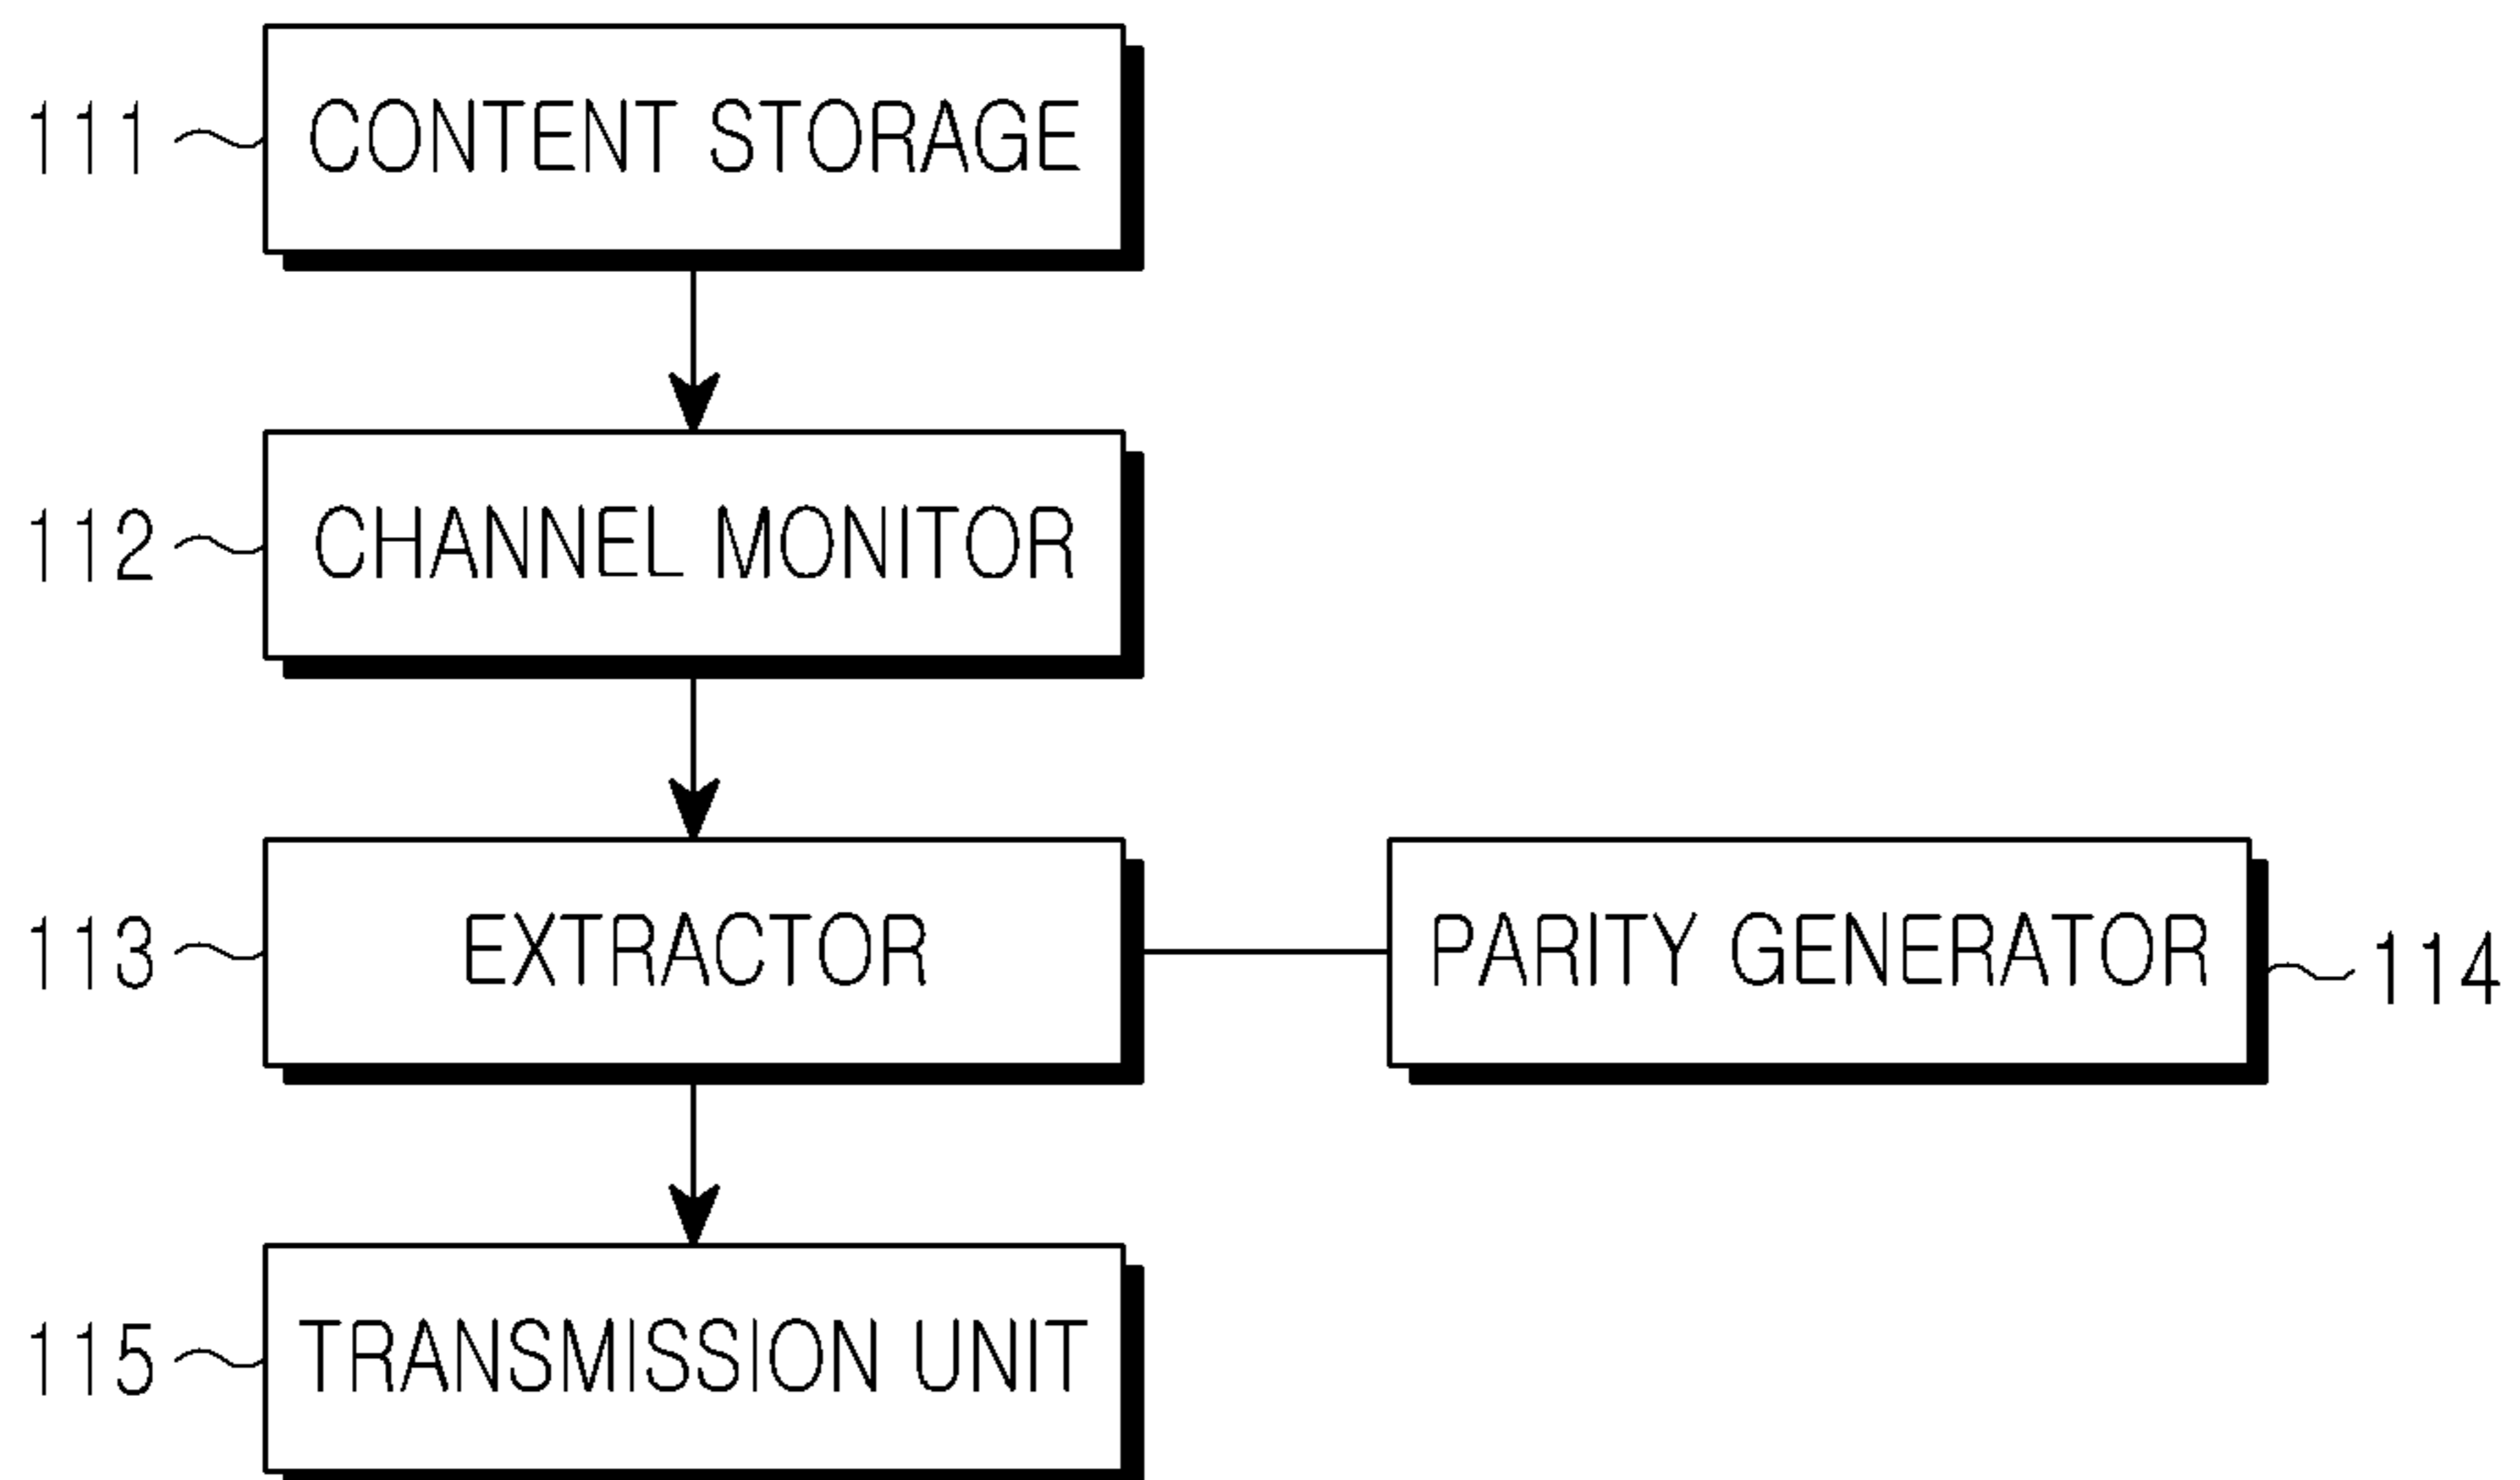 111 CONTENT STORAGE
112 CHANNEL MONITOR
113 EXTRACTOR PARITY GENERATOR 114
115 TRANSMISSION UNIT